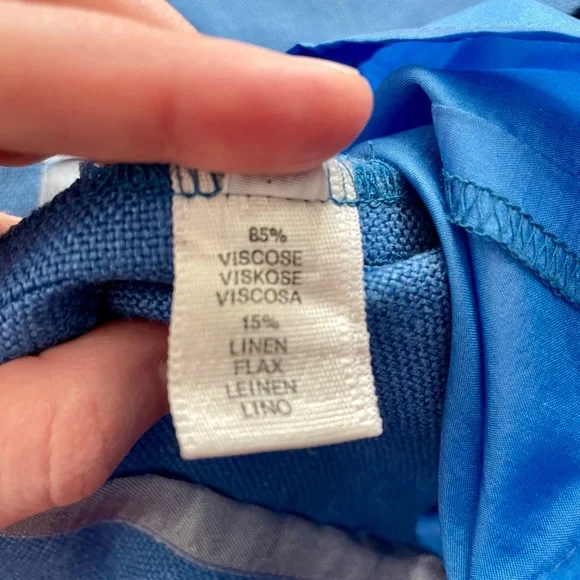 85%
VISCOSE
VISKOSE
VISCOSA
15%
LINEN
FLAX
LEINEN
LINO